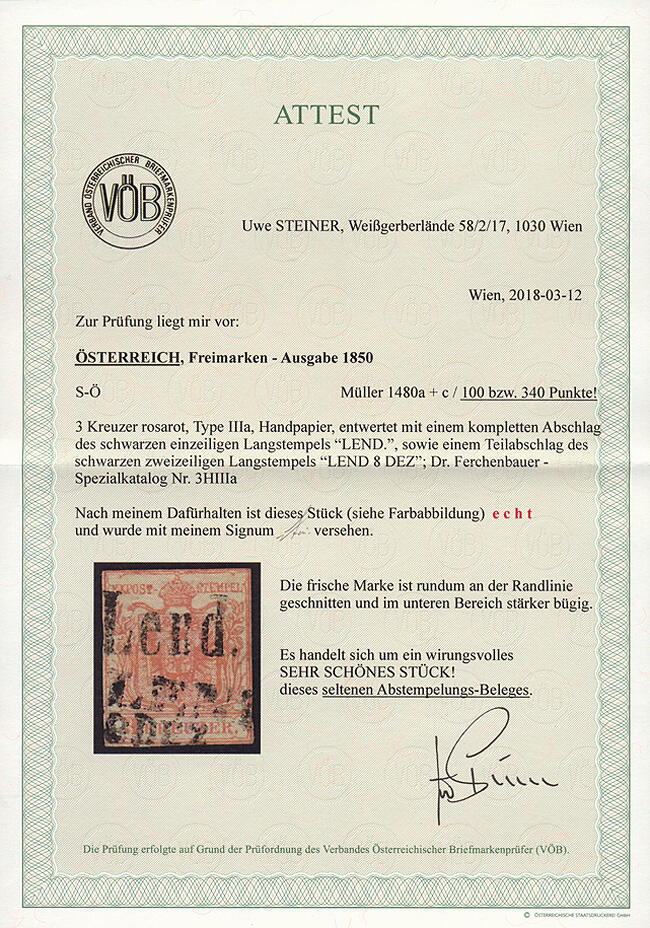 ATTEST
VERBAND ÖSTERREICHISCHER BRIEFMARKENPRÜFER
VÖB
Uwe STEINER, Weißgerberlände 58/2/17, 1030 Wien
Wien, 2018-03-12
Zur Prüfung liegt mir vor:
ÖSTERREICH, Freimarken - Ausgabe 1850
S-Ö Müller 1480a + c / 100 bzw. 340 Punkte!
3 Kreuzer rosarot, Type IIIa, Handpapier, entwertet mit einem kompletten Abschlag
des schwarzen einzeiligen Langstempels “LEND.”, sowie einem Teilabschlag des
schwarzen zweizeiligen Langstempels “LEND 8 DEZ”; Dr. Ferchenbauer -
Spezialkatalog Nr. 3HIIIa
Nach meinem Dafürhalten ist dieses Stück (siehe Farbabbildung) e c h t
und wurde mit meinem Signum versehen.
Die frische Marke ist rundum an der Randlinie
geschnitten und im unteren Bereich stärker bügig.
Es handelt sich um ein wirungsvolles
SEHR SCHÖNES STÜCK!
dieses seltenen Abstempelungs-Beleges.
Lend.
8 DEZ
Die Prüfung erfolgte auf Grund der Prüfordnung des Verbandes Österreichischer Briefmarkenprüfer (VÖB).
© ÖSTERREICHISCHE STAATSDRUCKEREI GmbH